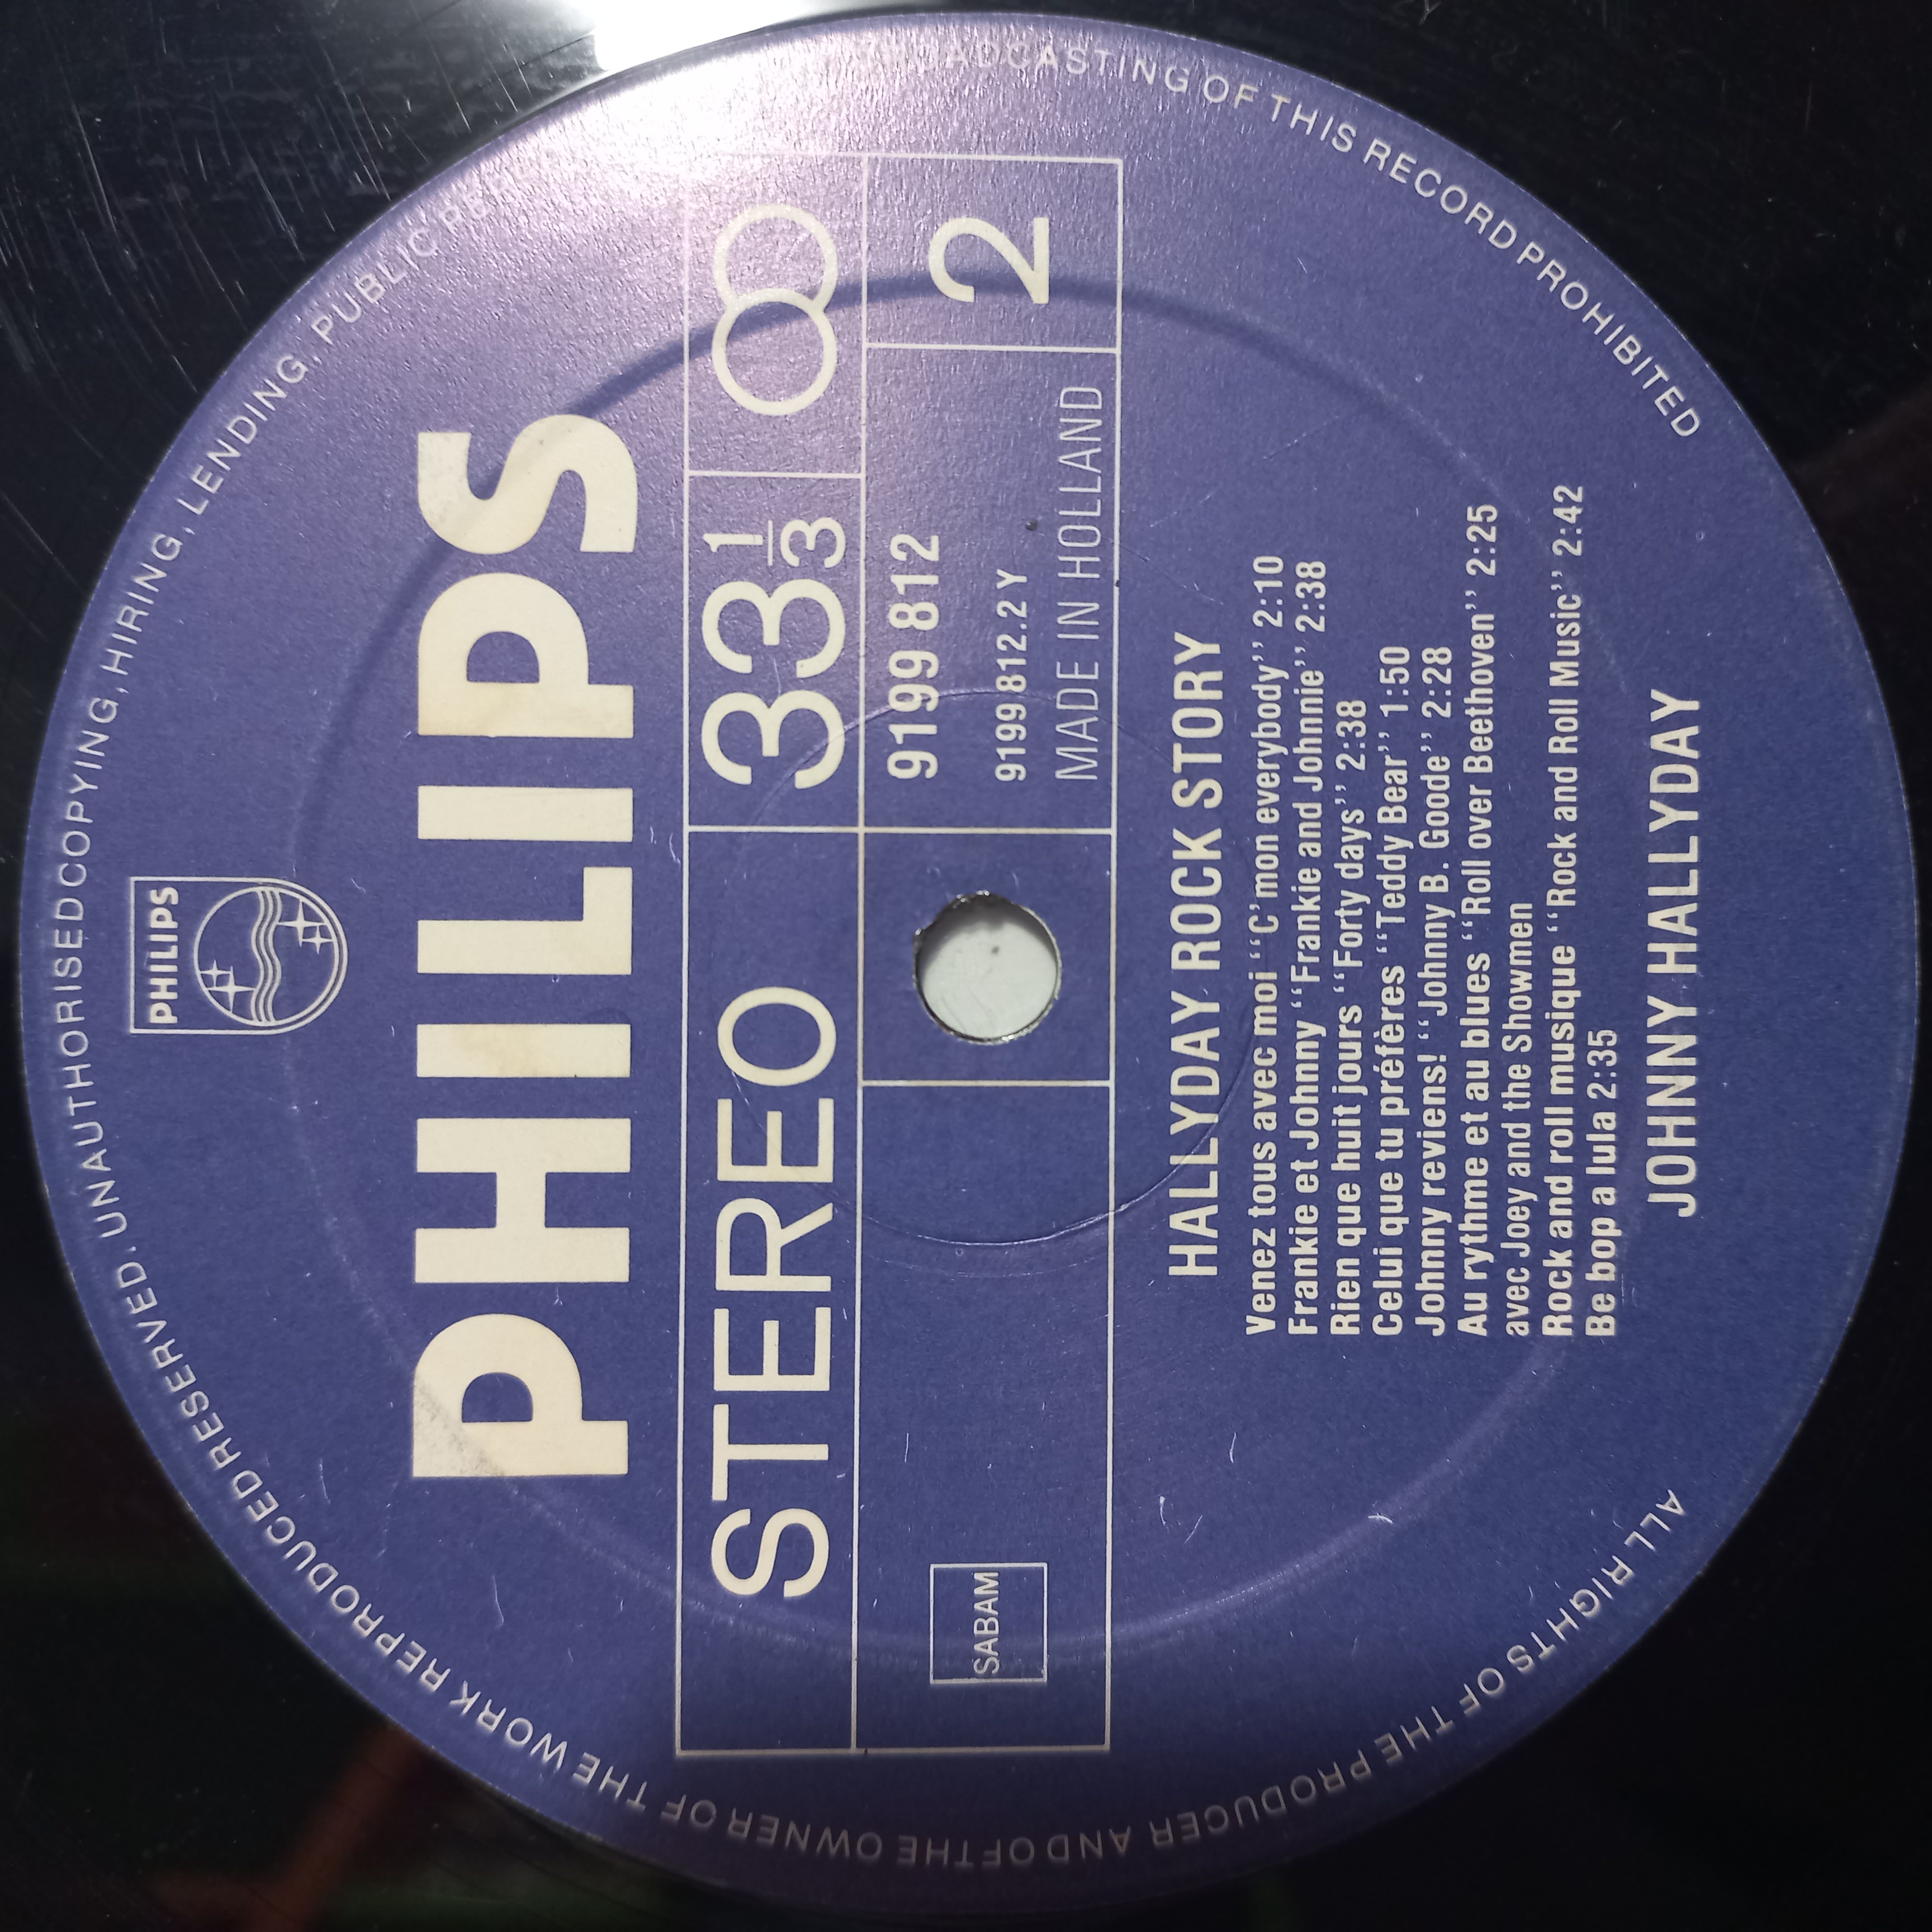 PHILIPS
PHILIPS
STEREO 33 1/3
2
9199 812
9199 812.2 Y
MADE IN HOLLAND
SABAM
HALLYDAY ROCK STORY
Venez tous avec moi “C’mon everybody” 2:10
Frankie et Johnny “Frankie and Johnnie” 2:38
Rien que huit jours “Forty days” 2:38
Celui que tu préfères “Teddy Bear” 1:50
Johnny reviens! “Johnny B. Goode” 2:28
Au rythme et au blues “Roll over Beethoven” 2:25
avec Joey and the Showmen
Rock and roll musique “Rock and Roll Music” 2:42
Be bop a lula 2:35
JOHNNY HALLYDAY
ALL RIGHTS OF THE PRODUCER AND OF THE OWNER OF THE WORK REPRODUCED RESERVED. UNAUTHORISED COPYING, HIRING, LENDING, PUBLIC BROADCASTING OF THIS RECORD PROHIBITED